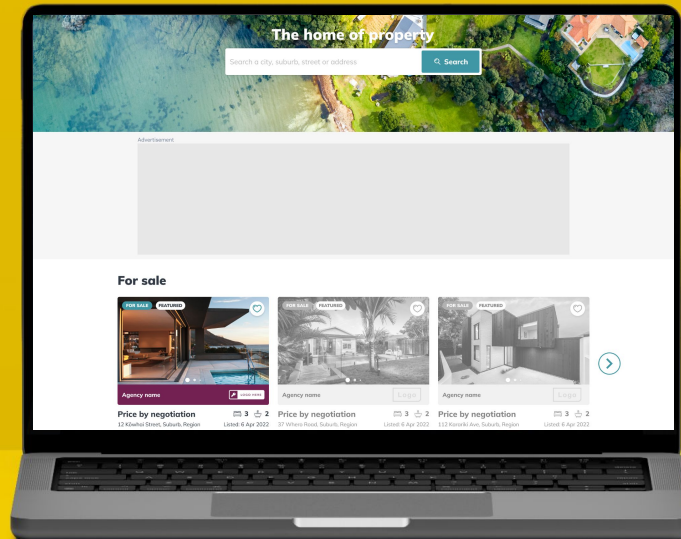 The home of property
Search a city, suburb, street or address
Search
Advertisement
For sale
FOR SALE FEATURED
FOR SALE FEATURED
FOR SALE FEATURED
Agency name
LOGO HERE
Agency name Logo
Agency name Logo
Price by negotiation 3 2
12 Kōwhai Street, Suburb, Region Listed: 6 Apr 2022
Price by negotiation 3 2
37 Whero Road, Suburb, Region Listed: 6 Apr 2022
Price by negotiation 3 2
113 Karariki Ave, Suburb, Region Listed: 6 Apr 2022